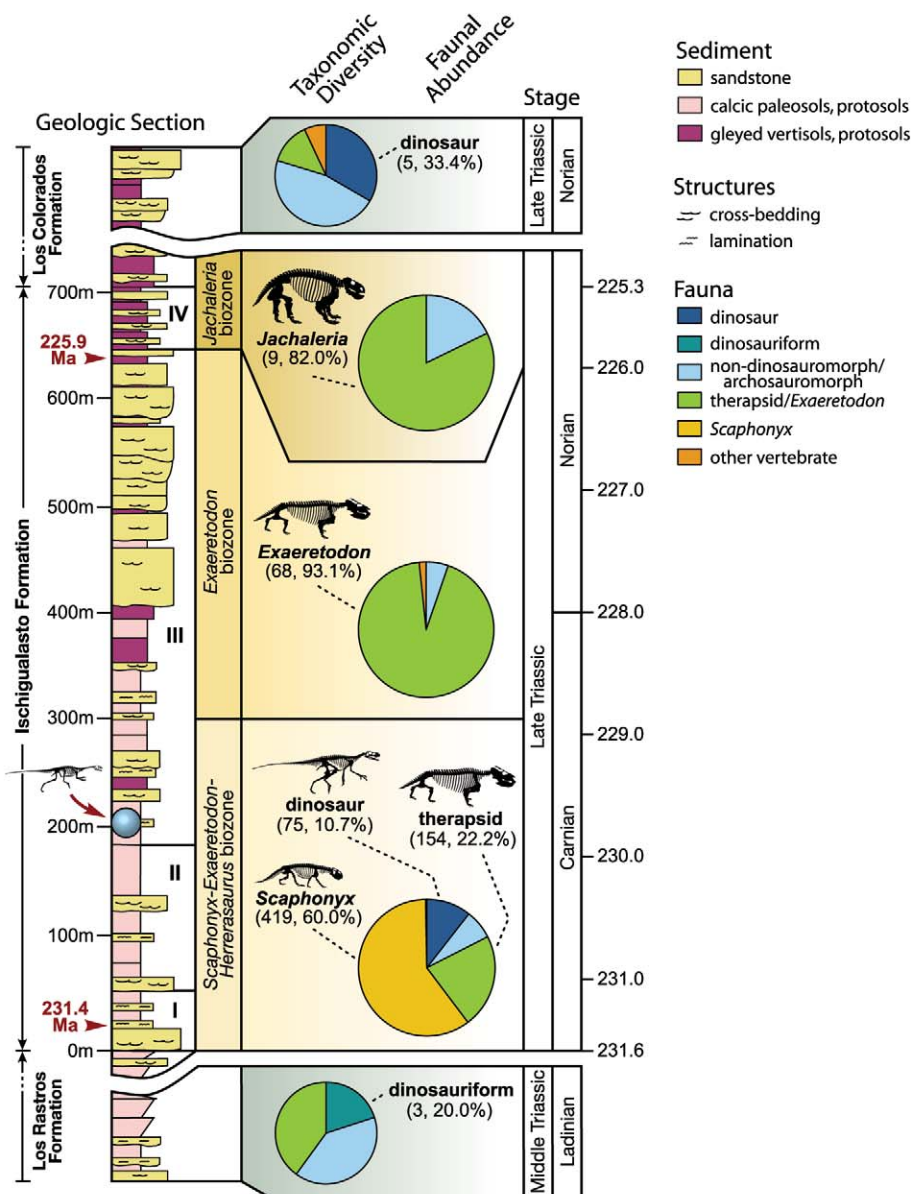 Taxonomic
Diversity
Faunal
Abundance
Stage
Geologic Section
Los Colorados
Formation
dinosaur
(5, 33.4%)
Late Triassic
Norian
700m
IV
Jachaleria
biozone
Jachaleria
(9, 82.0%)
225.3
225.9
Ma
226.0
600m
Ischigualasto Formation
500m
Exaeretodon
biozone
Exaeretodon
(68, 93.1%)
Norian
227.0
400m
228.0
III
300m
Late Triassic
229.0
200m
Scaphonyx-Exaeretodon-
Herrerasaurus biozone
dinosaur
(75, 10.7%)
therapsid
(154, 22.2%)
Scaphonyx
(419, 60.0%)
Carnian
230.0
II
100m
231.0
231.4
Ma
I
0m
231.6
Los Rastros
Formation
dinosauriform
(3, 20.0%)
Middle Triassic
Ladinian
Sediment
sandstone
calcic paleosols, protosols
gleyed vertisols, protosols
Structures
cross-bedding
lamination
Fauna
dinosaur
dinosauriform
non-dinosauromorph/
archosauromorph
therapsid/Exaeretodon
Scaphonyx
other vertebrate